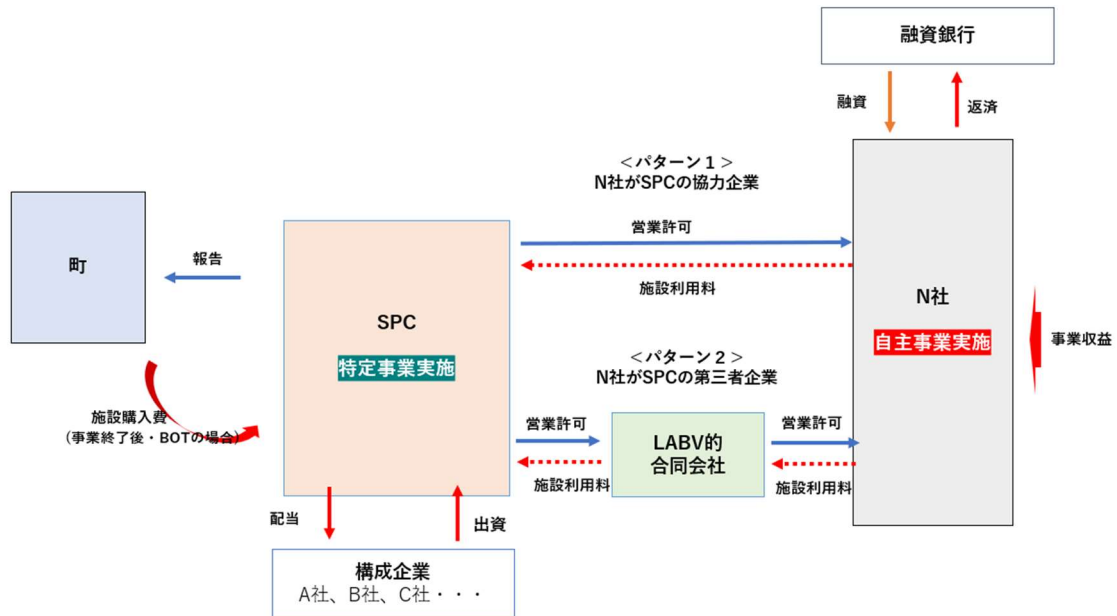 融資銀行
融資
返済
＜パターン１＞
N社がSPCの協力企業
営業許可
施設利用料
町
報告
SPC
特定事業実施
N社
自主事業実施
事業収益
＜パターン２＞
N社がSPCの第三者企業
施設購入費
（事業終了後・BOTの場合）
営業許可
施設利用料
LABV的
合同会社
営業許可
施設利用料
配当
出資
構成企業
A社、B社、C社・・・